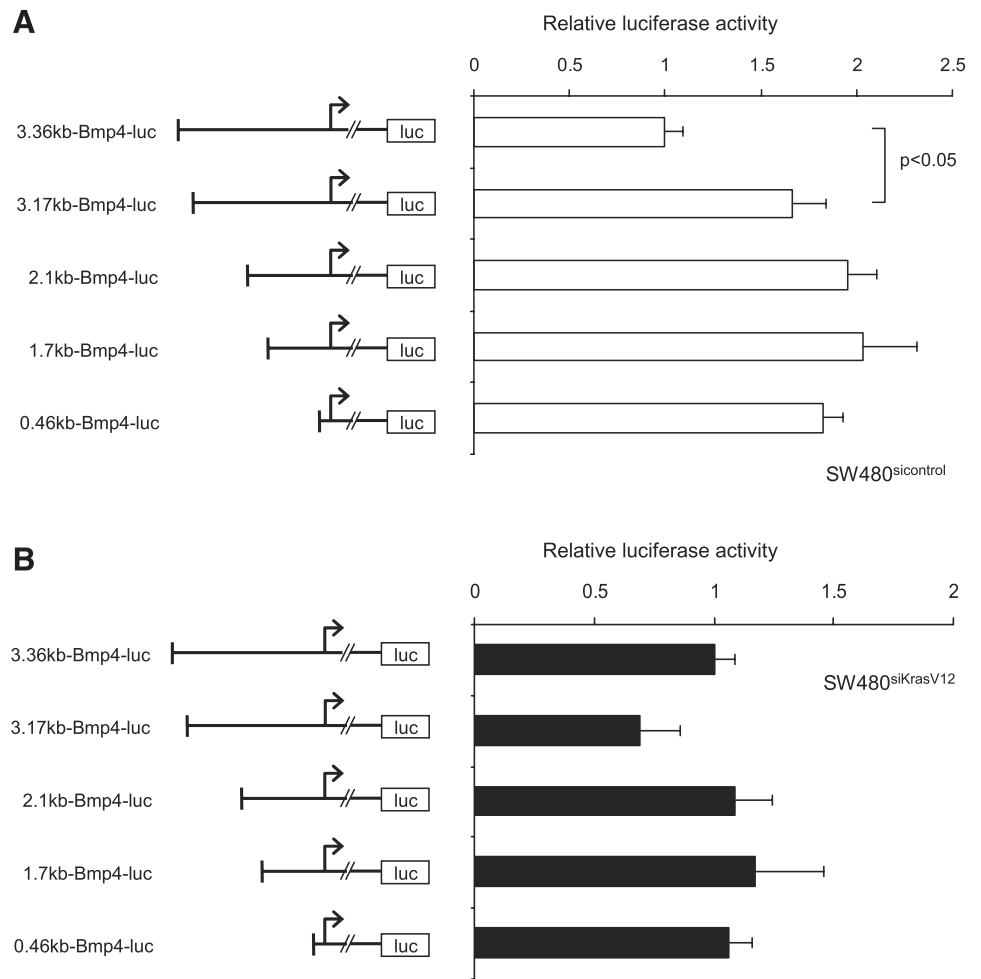 A
Relative luciferase activity
0 0.5 1 1.5 2 2.5
3.36kb-Bmp4-luc luc
p<0.05
3.17kb-Bmp4-luc luc
2.1kb-Bmp4-luc luc
1.7kb-Bmp4-luc luc
0.46kb-Bmp4-luc luc
SW480sicontrol
B
Relative luciferase activity
0 0.5 1 1.5 2
3.36kb-Bmp4-luc luc
SW480siKrasV12
3.17kb-Bmp4-luc luc
2.1kb-Bmp4-luc luc
1.7kb-Bmp4-luc luc
0.46kb-Bmp4-luc luc